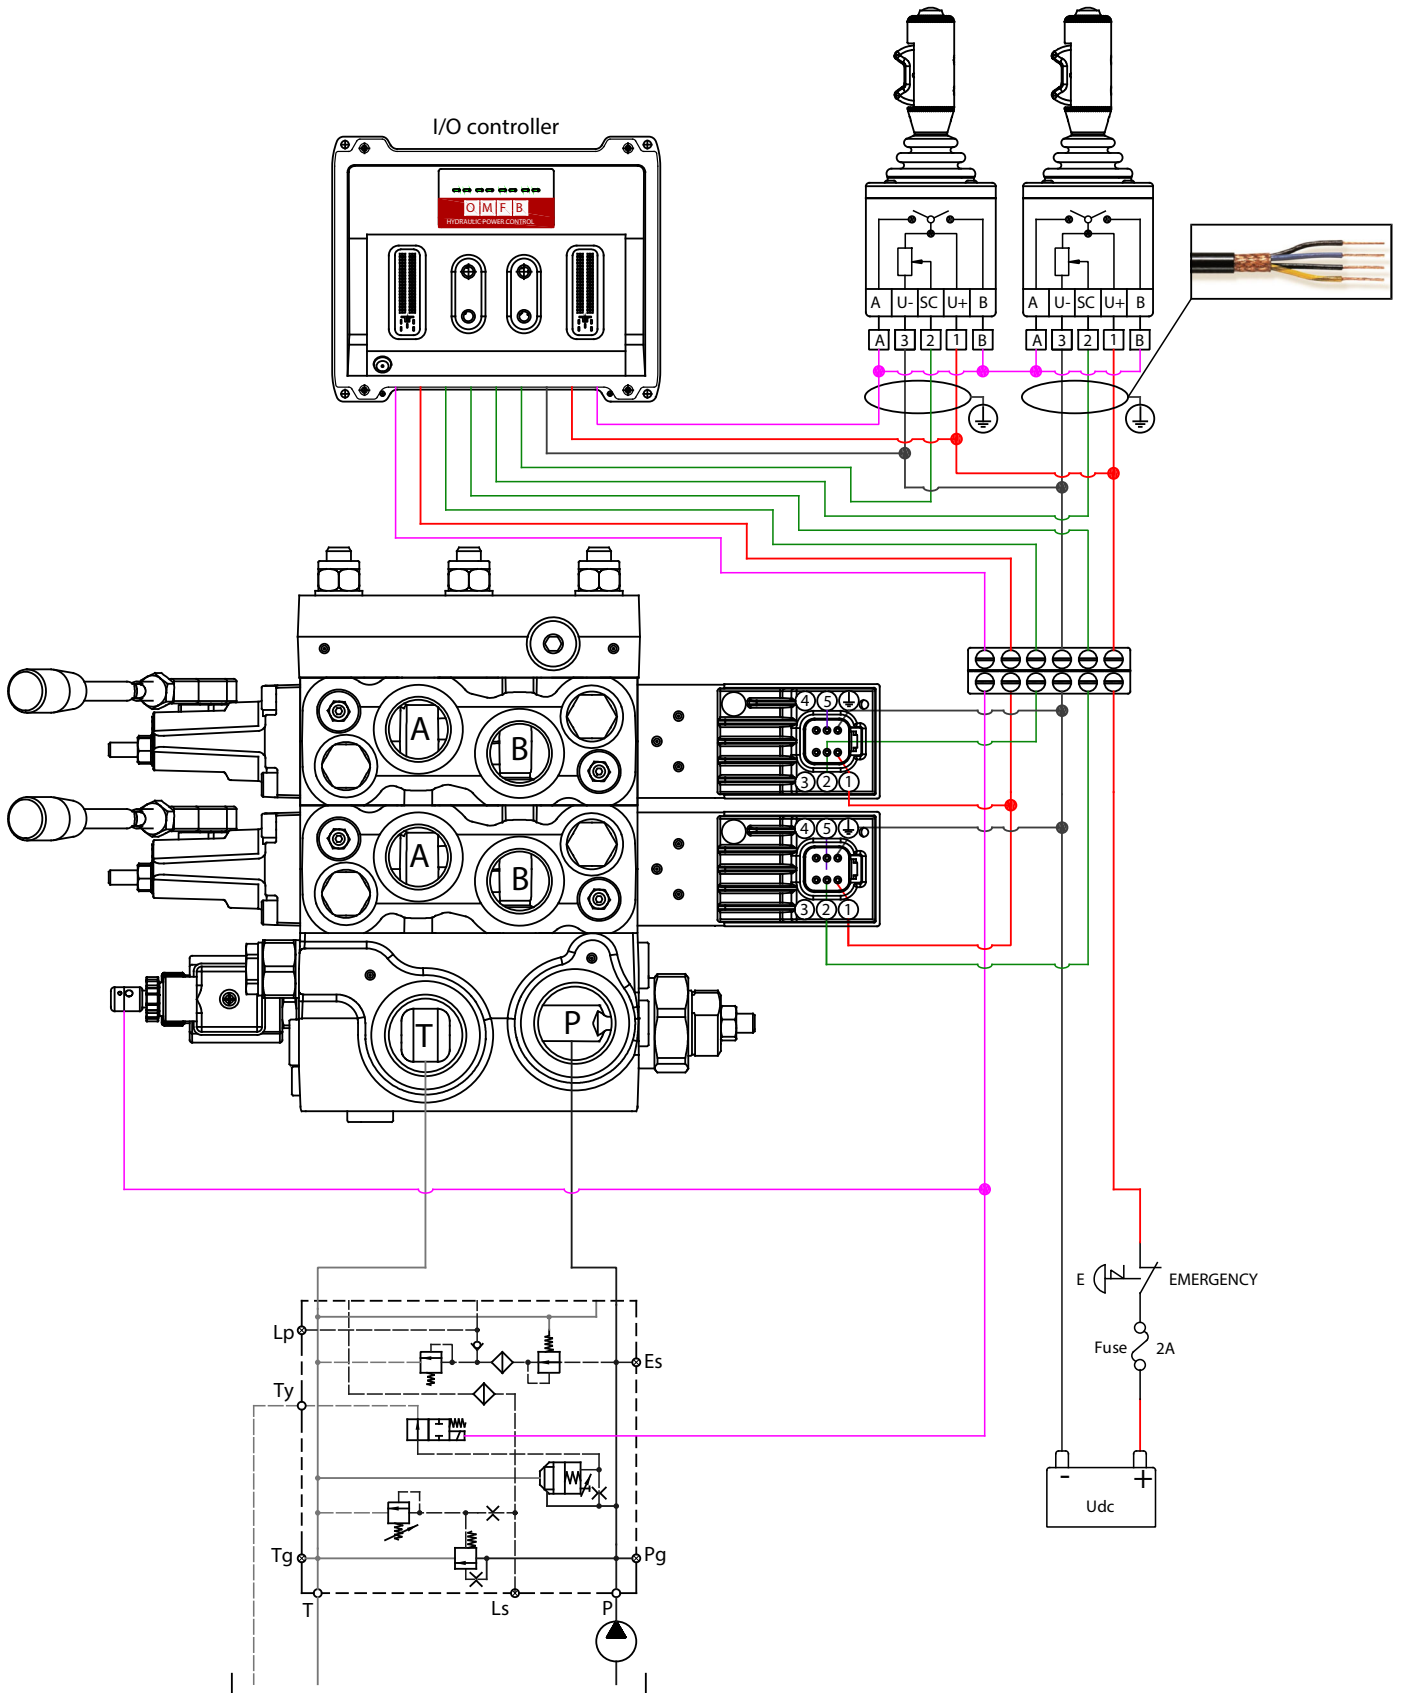 I/O controller
O M F B
HYDRAULIC POWER CONTROL
A U- SC U+ B
A U- SC U+ B
A 3 2 1 B
A 3 2 1 B
4 5
A
B
3 2 1
4 5
A
B
3 2 1
T
P
E EMERGENCY
Lp
Fuse 2A
Es
Ty
- +
Udc
Tg
Pg
T
Ls
P